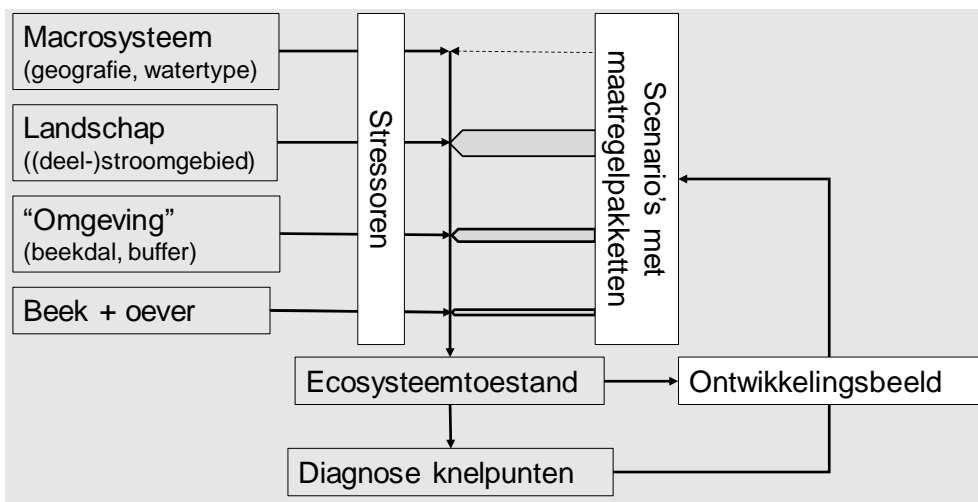 Macrosysteem
(geografie, watertype)
Landschap
((deel-)stroomgebied)
“Omgeving”
(beekdal, buffer)
Beek + oever
Stressoren
Scenario's met
maatregelpakketten
Ecosysteemtoestand
Ontwikkelingsbeeld
Diagnose knelpunten